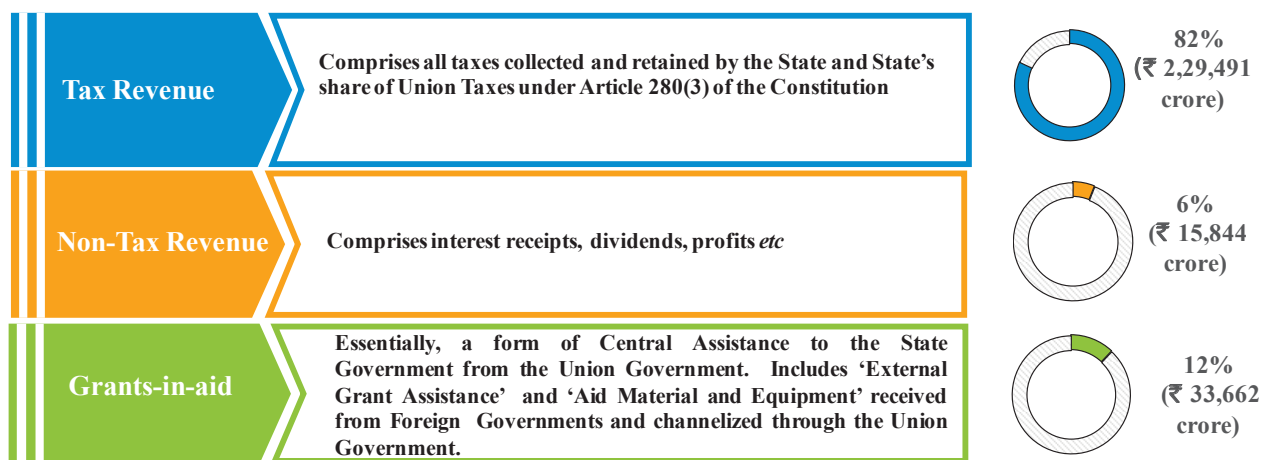 Tax Revenue
Comprises all taxes collected and retained by the State and State’s
share of Union Taxes under Article 280(3) of the Constitution
82%
(₹ 2,29,491
crore)
Non-Tax Revenue
Comprises interest receipts, dividends, profits etc
6%
(₹ 15,844
crore)
Grants-in-aid
Essentially, a form of Central Assistance to the State
Government from the Union Government. Includes ‘External
Grant Assistance’ and ‘Aid Material and Equipment’ received
from Foreign Governments and channelized through the Union
Government.
12%
(₹ 33,662
crore)